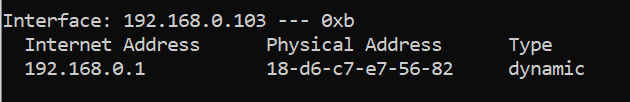 Interface: 192.168.0.103 --- 0xb
Internet Address Physical Address Type
192.168.0.1 18-d6-c7-e7-56-82 dynamic